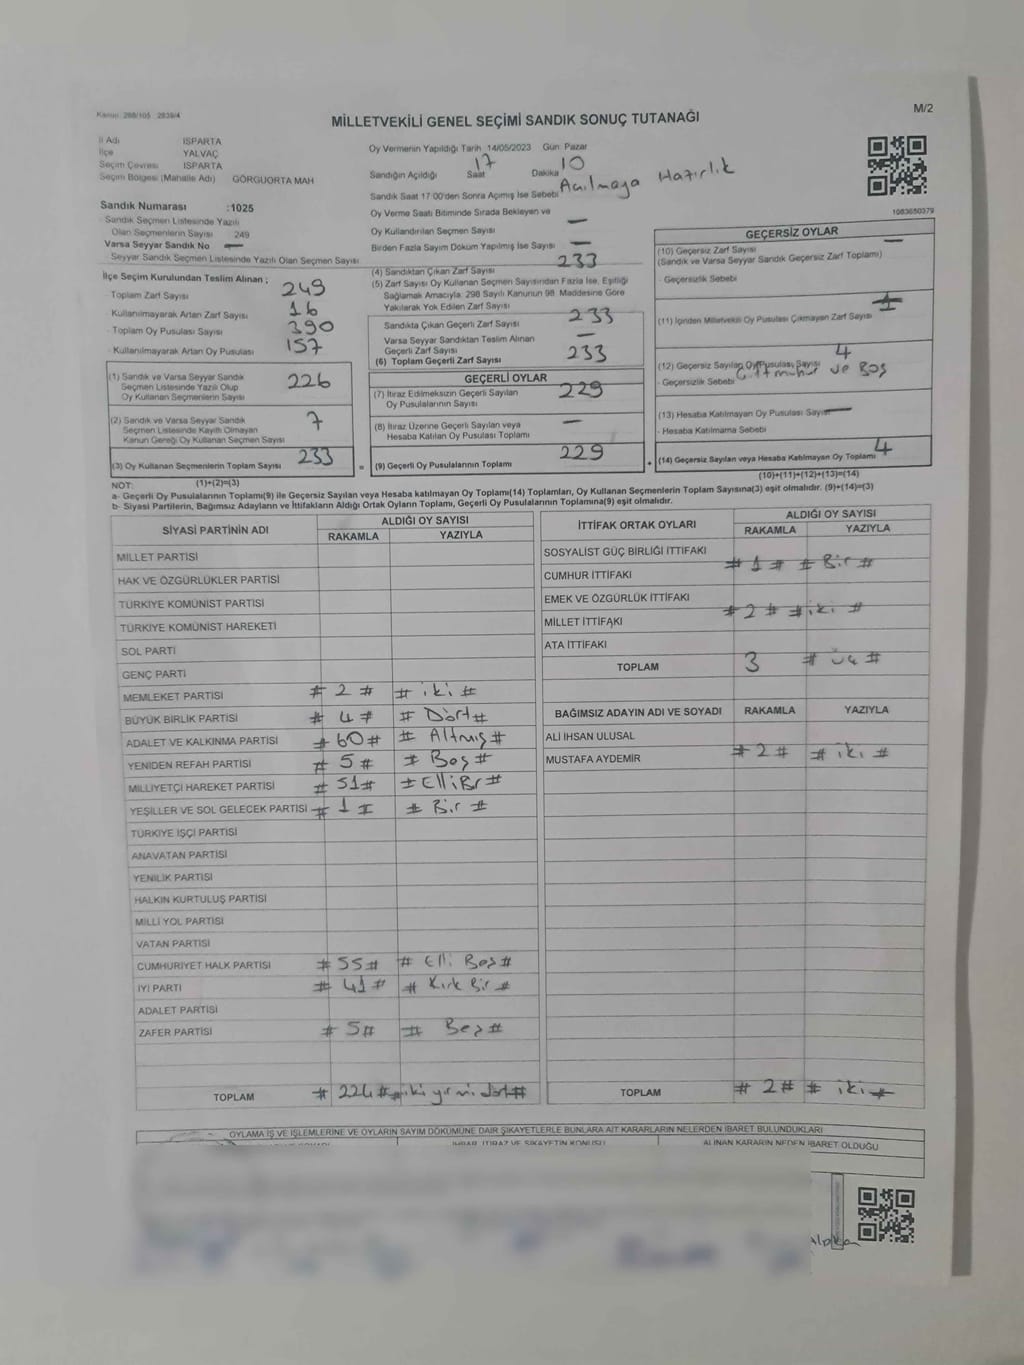 Kanun 298/105 2839/4
M/2
MİLLETVEKİLİ GENEL SEÇİMİ SANDIK SONUÇ TUTANAĞI
İl Adı ISPARTA
İlçe YALVAÇ
Seçim Çevresi ISPARTA
Seçim Bölgesi (Mahalle Adı) GÖRGÜORTA MAH
Sandık Numarası :1025
Sandık Seçmen Listesinde Yazılı
Olan Seçmenlerin Sayısı 249
Varsa Seyyar Sandık No —
Seyyar Sandık Seçmen Listesinde Yazılı Olan Seçmen Sayısı
Oy Vermenin Yapıldığı Tarih 14/05/2023 Gün Pazar
Sandığın Açıldığı Saat 17 Dakika 10
Sandık Saat 17:00'den Sonra Açımış İse Sebebi Açılmaya Hazırlık
Oy Verme Saati Bitiminde Sırada Bekleyen ve
Oy Kullandırılan Seçmen Sayısı —
Birden Fazla Sayım Döküm Yapılmış İse Sayısı —
1083650379
İlçe Seçim Kurulundan Teslim Alınan ;
- Toplam Zarf Sayısı 249
- Kullanılmayarak Artan Zarf Sayısı 16
- Toplam Oy Pusulası Sayısı 390
- Kullanılmayarak Artan Oy Pusulası 157
(1) Sandık ve Varsa Seyyar Sandık
Seçmen Listesinde Yazılı Olup
Oy Kullanan Seçmenlerin Sayısı 226
(2) Sandık ve Varsa Seyyar Sandık
Seçmen Listesinde Kayıtlı Olmayan
Kanun Gereği Oy Kullanan Seçmen Sayısı 7
(3) Oy Kullanan Seçmenlerin Toplam Sayısı 233 =
(1)+(2)=(3)
(4) Sandıktan Çıkan Zarf Sayısı 233
(5) Zarf Sayısı Oy Kullanan Seçmen Sayısından Fazla İse, Eşitliği
Sağlamak Amacıyla, 298 Sayılı Kanunun 98. Maddesine Göre
Yakılarak Yok Edilen Zarf Sayısı
Sandıkta Çıkan Geçerli Zarf Sayısı 233
Varsa Seyyar Sandıktan Teslim Alınan
Geçerli Zarf Sayısı —
(6) Toplam Geçerli Zarf Sayısı 233
GEÇERLİ OYLAR
(7) İtiraz Edilmeksizin Geçerli Sayılan
Oy Pusulalarının Sayısı 229
(8) İtiraz Üzerine Geçerli Sayılan veya
Hesaba Katılan Oy Pusulası Toplamı —
(9) Geçerli Oy Pusulalarının Toplamı 229 +
GEÇERSİZ OYLAR
(10) Geçersiz Zarf Sayısı —
(Sandık ve Varsa Seyyar Sandık Geçersiz Zarf Toplamı)
- Geçersizlik Sebebi
(11) İçinden Milletvekili Oy Pusulası Çıkmayan Zarf Sayısı
(12) Geçersiz Sayılan Oy Pusulası Sayısı 4
- Geçersizlik Sebebi Çift mühür ve Boş
(13) Hesaba Katılmayan Oy Pusulası Sayısı —
- Hesaba Katılmama Sebebi
(14) Geçersiz Sayılan veya Hesaba Katılmayan Oy Toplamı 4
(10)+(11)+(12)+(13)=(14)
NOT:
a- Geçerli Oy Pusulalarının Toplamı(9) ile Geçersiz Sayılan veya Hesaba katılmayan Oy Toplamı(14) Toplamları, Oy Kullanan Seçmenlerin Toplam Sayısına(3) eşit olmalıdır. (9)+(14)=(3)
b- Siyasi Partilerin, Bağımsız Adayların ve İttifakların Aldığı Ortak Oyların Toplamı, Geçerli Oy Pusulalarının Toplamına(9) eşit olmalıdır.
SİYASİ PARTİNİN ADI ALDIĞI OY SAYISI
RAKAMLA YAZIYLA
MİLLET PARTİSİ
HAK VE ÖZGÜRLÜKLER PARTİSİ
TÜRKİYE KOMÜNİST PARTİSİ
TÜRKİYE KOMÜNİST HAREKETİ
SOL PARTİ
GENÇ PARTİ
MEMLEKET PARTİSİ # 2 # # iki #
BÜYÜK BİRLİK PARTİSİ # 4 # # Dört #
ADALET VE KALKINMA PARTİSİ # 60 # # Altmış #
YENİDEN REFAH PARTİSİ # 5 # # Beş #
MİLLİYETÇİ HAREKET PARTİSİ # 51 # # Elli Bir #
YEŞİLLER VE SOL GELECEK PARTİSİ # 1 # # Bir #
TÜRKİYE İŞÇİ PARTİSİ
ANAVATAN PARTİSİ
YENİLİK PARTİSİ
HALKIN KURTULUŞ PARTİSİ
MİLLİ YOL PARTİSİ
VATAN PARTİSİ
CUMHURİYET HALK PARTİSİ # 55 # # Elli Beş #
İYİ PARTİ # 41 # # Kırk Bir #
ADALET PARTİSİ
ZAFER PARTİSİ # 5 # # Beş #
TOPLAM # 224 # # iki yirmi dört #
İTTİFAK ORTAK OYLARI ALDIĞI OY SAYISI
RAKAMLA YAZIYLA
SOSYALİST GÜÇ BİRLİĞİ İTTİFAKI
# 1 # # Bir #
CUMHUR İTTİFAKI
EMEK VE ÖZGÜRLÜK İTTİFAKI
# 2 # # iki #
MİLLET İTTİFAKI
ATA İTTİFAKI
TOPLAM 3 # üç #
BAĞIMSIZ ADAYIN ADI VE SOYADI RAKAMLA YAZIYLA
ALİ İHSAN ULUSAL
MUSTAFA AYDEMİR # 2 # # iki #
TOPLAM # 2 # # iki #
OYLAMA İŞ VE İŞLEMLERİNE VE OYLARIN SAYIM DÖKÜMÜNE DAİR ŞİKAYETLERLE BUNLARA AİT KARARLARIN NELERDEN İBARET BULUNDUKLARI
İHBAR, İTİRAZ VE ŞİKAYETİN KONUSU ALINAN KARARIN NEDEN İBARET OLDUĞU